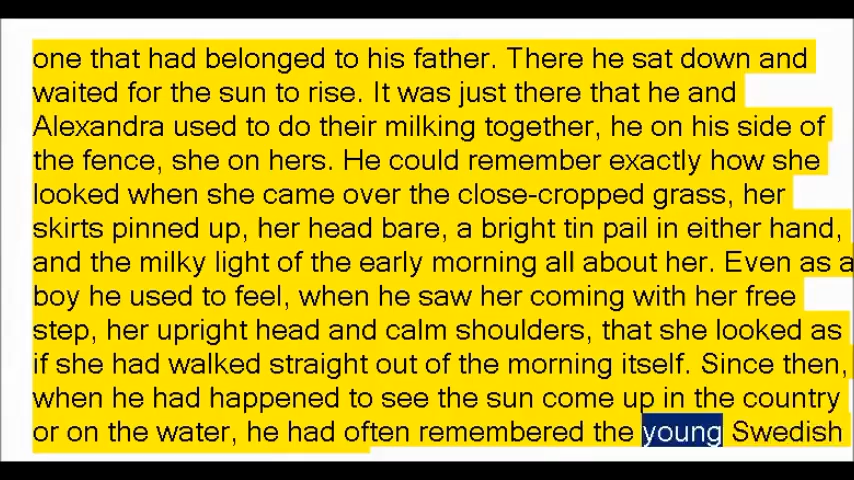 one that had belonged to his father. There he sat down and
waited for the sun to rise. It was just there that he and
Alexandra used to do their milking together, he on his side of
the fence, she on hers. He could remember exactly how she
looked when she came over the close-cropped grass, her
skirts pinned up, her head bare, a bright tin pail in either hand,
and the milky light of the early morning all about her. Even as a
boy he used to feel, when he saw her coming with her free
step, her upright head and calm shoulders, that she looked as
if she had walked straight out of the morning itself. Since then,
when he had happened to see the sun come up in the country
or on the water, he had often remembered the young Swedish